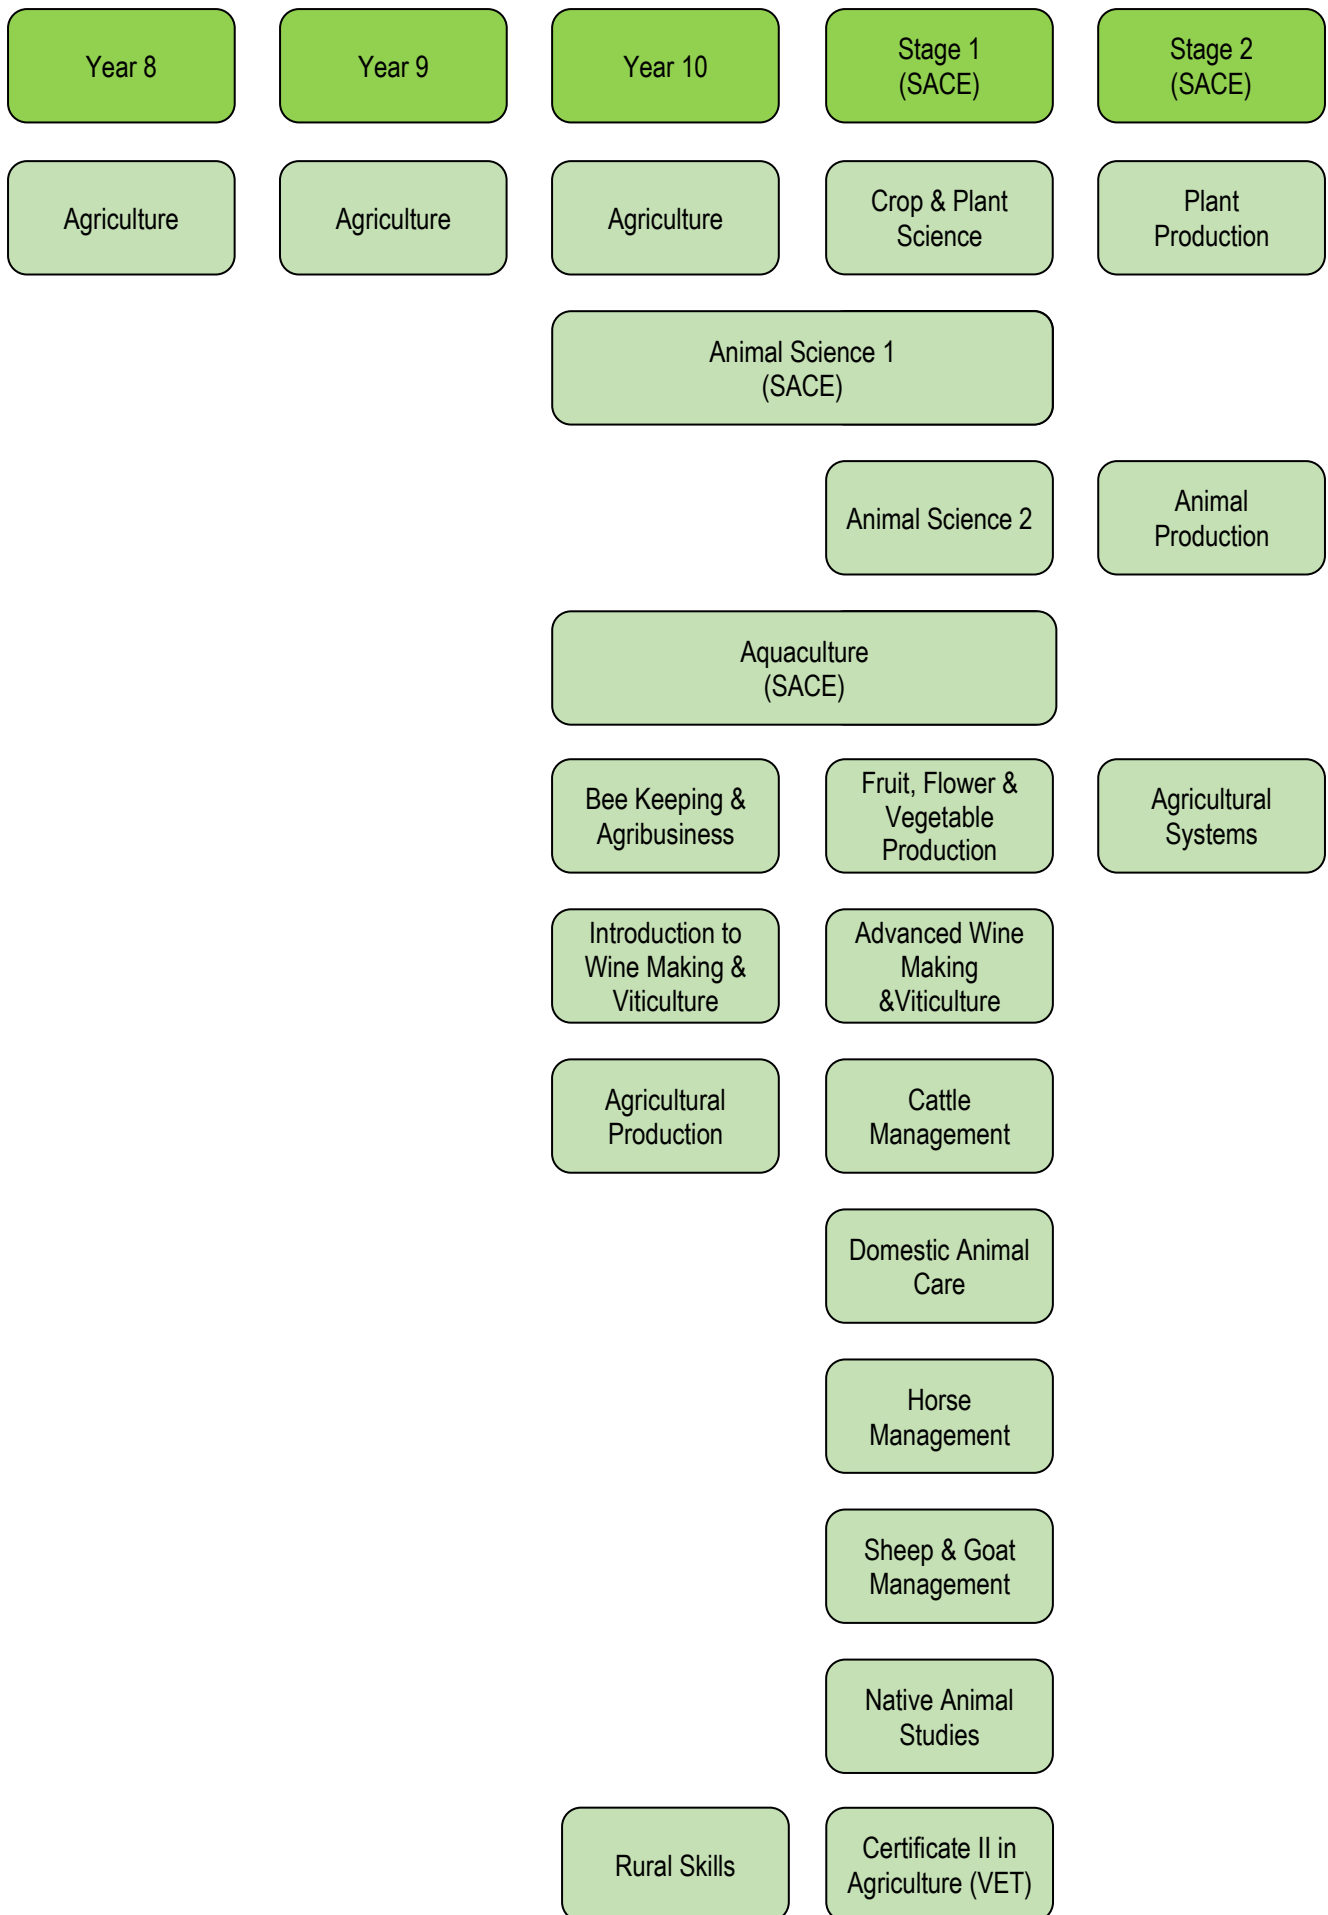 Year 8
Year 9
Year 10
Stage 1
(SACE)
Stage 2
(SACE)
Agriculture
Agriculture
Agriculture
Crop & Plant
Science
Plant
Production
Animal Science 1
(SACE)
Animal Science 2
Animal
Production
Aquaculture
(SACE)
Bee Keeping &
Agribusiness
Fruit, Flower &
Vegetable
Production
Agricultural
Systems
Introduction to
Wine Making &
Viticulture
Advanced Wine
Making
&Viticulture
Agricultural
Production
Cattle
Management
Domestic Animal
Care
Horse
Management
Sheep & Goat
Management
Native Animal
Studies
Rural Skills
Certificate II in
Agriculture (VET)